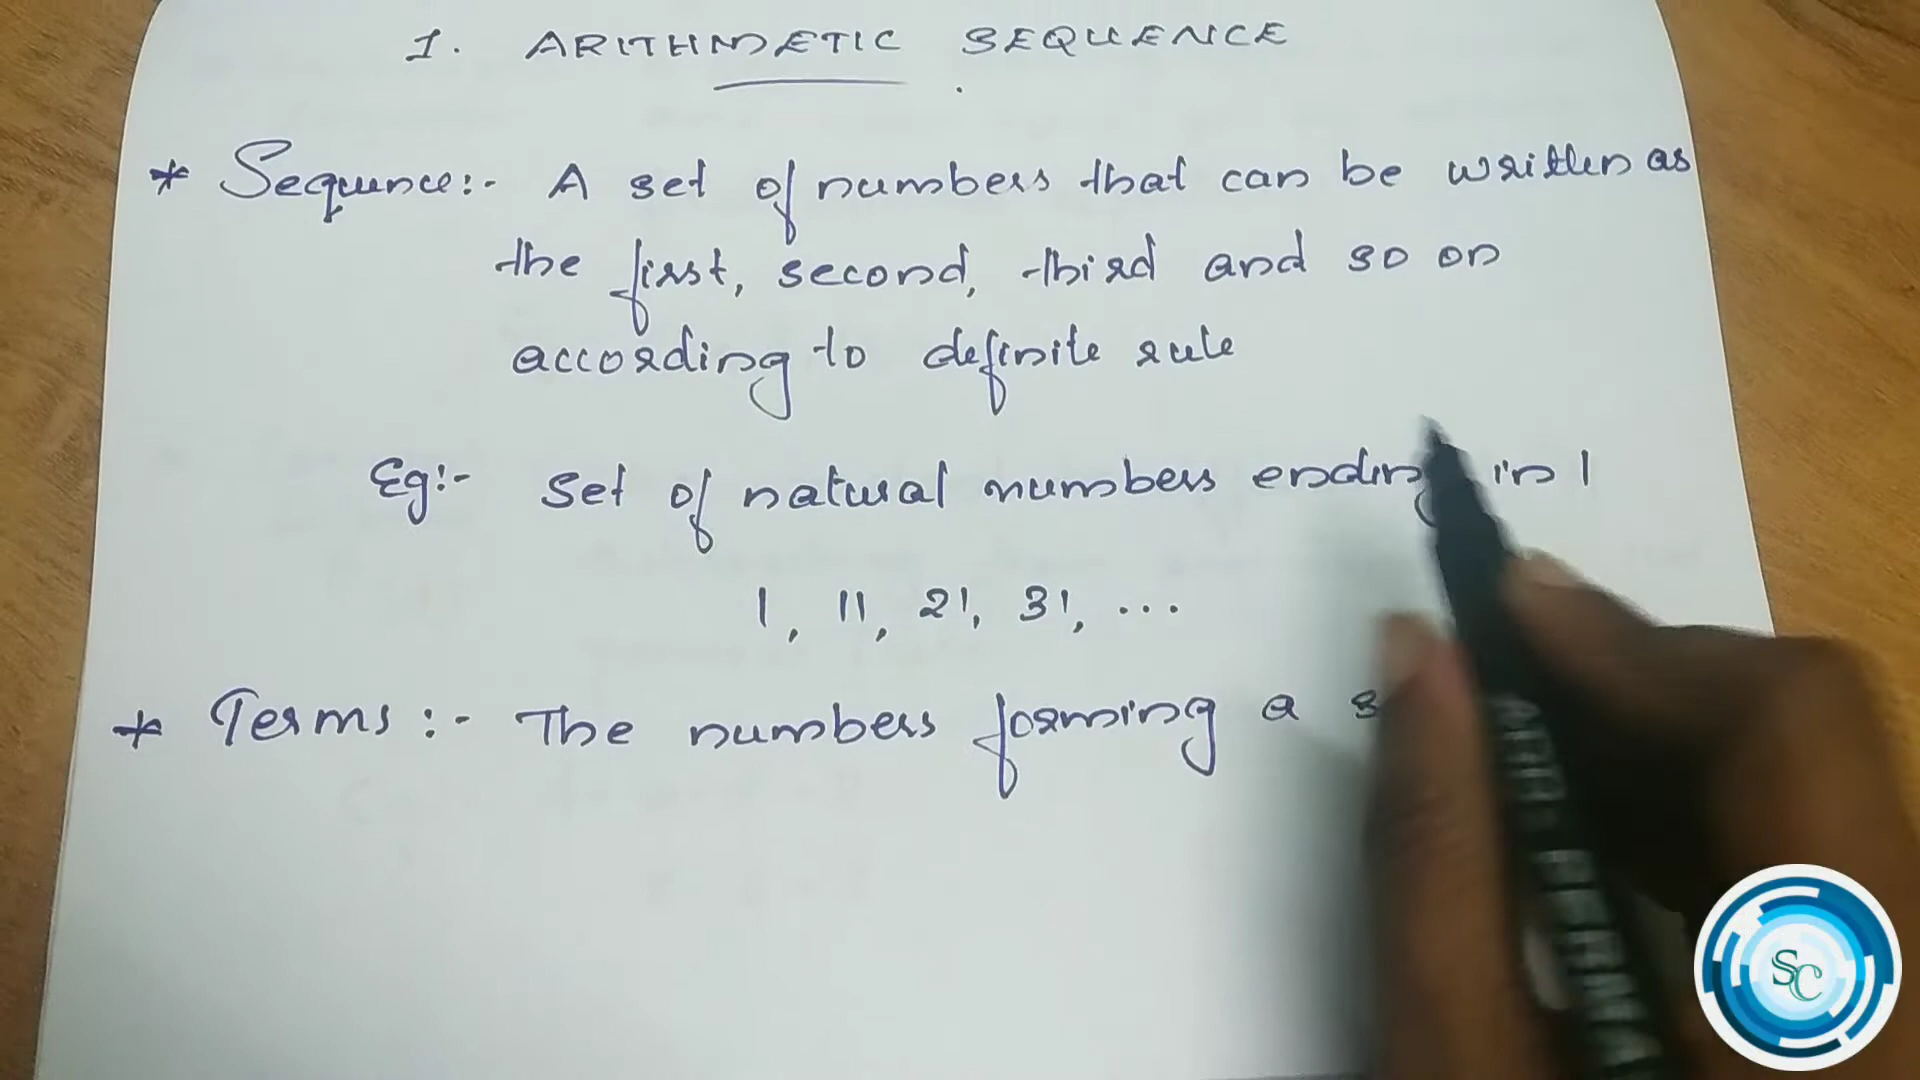 1. ARITHMETIC SEQUENCE
* Sequence:- A set of numbers that can be written as
the first, second, third and so on
according to definite rule
Eg:- Set of natural numbers ending in 1
1, 11, 21, 31, ...
* Terms :- The numbers forming a
SC